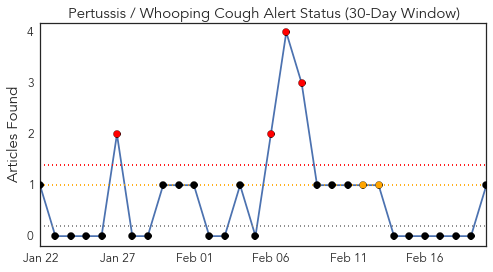 Pertussis / Whooping Cough Alert Status (30-Day Window)
Articles Found
4
3
2
1
0
Jan 22 Jan 27 Feb 01 Feb 06 Feb 11 Feb 16